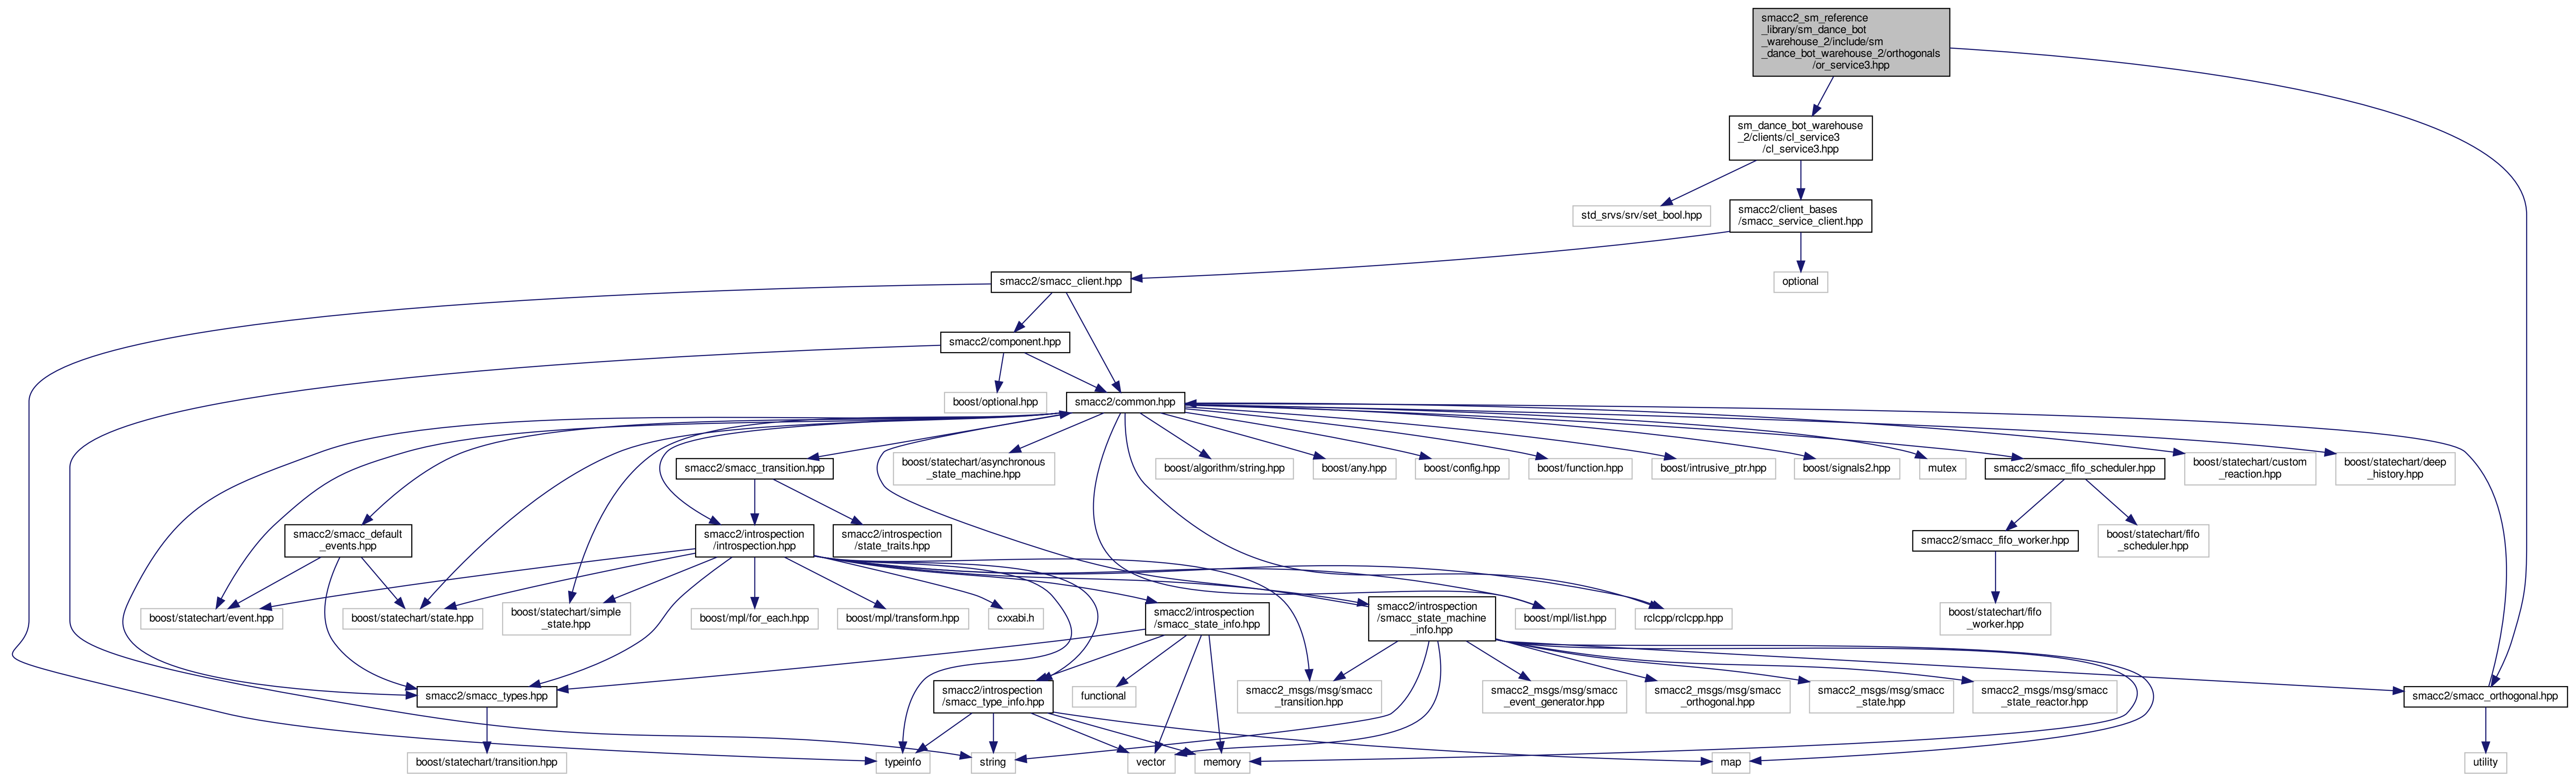 smacc2_sm_reference
_library/sm_dance_bot
_warehouse_2/include/sm
_dance_bot_warehouse_2/orthogonals
/or_service3.hpp
sm_dance_bot_warehouse
_2/clients/cl_service3
/cl_service3.hpp
std_srvs/srv/set_bool.hpp
smacc2/client_bases
/smacc_service_client.hpp
smacc2/smacc_client.hpp
optional
smacc2/component.hpp
boost/optional.hpp
smacc2/common.hpp
smacc2/smacc_transition.hpp
boost/statechart/asynchronous
_state_machine.hpp
boost/algorithm/string.hpp
boost/any.hpp
boost/config.hpp
boost/function.hpp
boost/intrusive_ptr.hpp
boost/signals2.hpp
mutex
smacc2/smacc_fifo_scheduler.hpp
boost/statechart/custom
_reaction.hpp
boost/statechart/deep
_history.hpp
smacc2/smacc_default
_events.hpp
smacc2/introspection
/introspection.hpp
smacc2/introspection
/state_traits.hpp
smacc2/smacc_fifo_worker.hpp
boost/statechart/fifo
_scheduler.hpp
boost/statechart/event.hpp
boost/statechart/state.hpp
boost/statechart/simple
_state.hpp
boost/mpl/for_each.hpp
boost/mpl/transform.hpp
cxxabi.h
smacc2/introspection
/smacc_state_info.hpp
smacc2/introspection
/smacc_state_machine
_info.hpp
boost/mpl/list.hpp
rclcpp/rclcpp.hpp
boost/statechart/fifo
_worker.hpp
smacc2/smacc_types.hpp
smacc2/introspection
/smacc_type_info.hpp
functional
smacc2_msgs/msg/smacc
_transition.hpp
smacc2_msgs/msg/smacc
_event_generator.hpp
smacc2_msgs/msg/smacc
_orthogonal.hpp
smacc2_msgs/msg/smacc
_state.hpp
smacc2_msgs/msg/smacc
_state_reactor.hpp
smacc2/smacc_orthogonal.hpp
boost/statechart/transition.hpp
typeinfo
string
vector
memory
map
utility